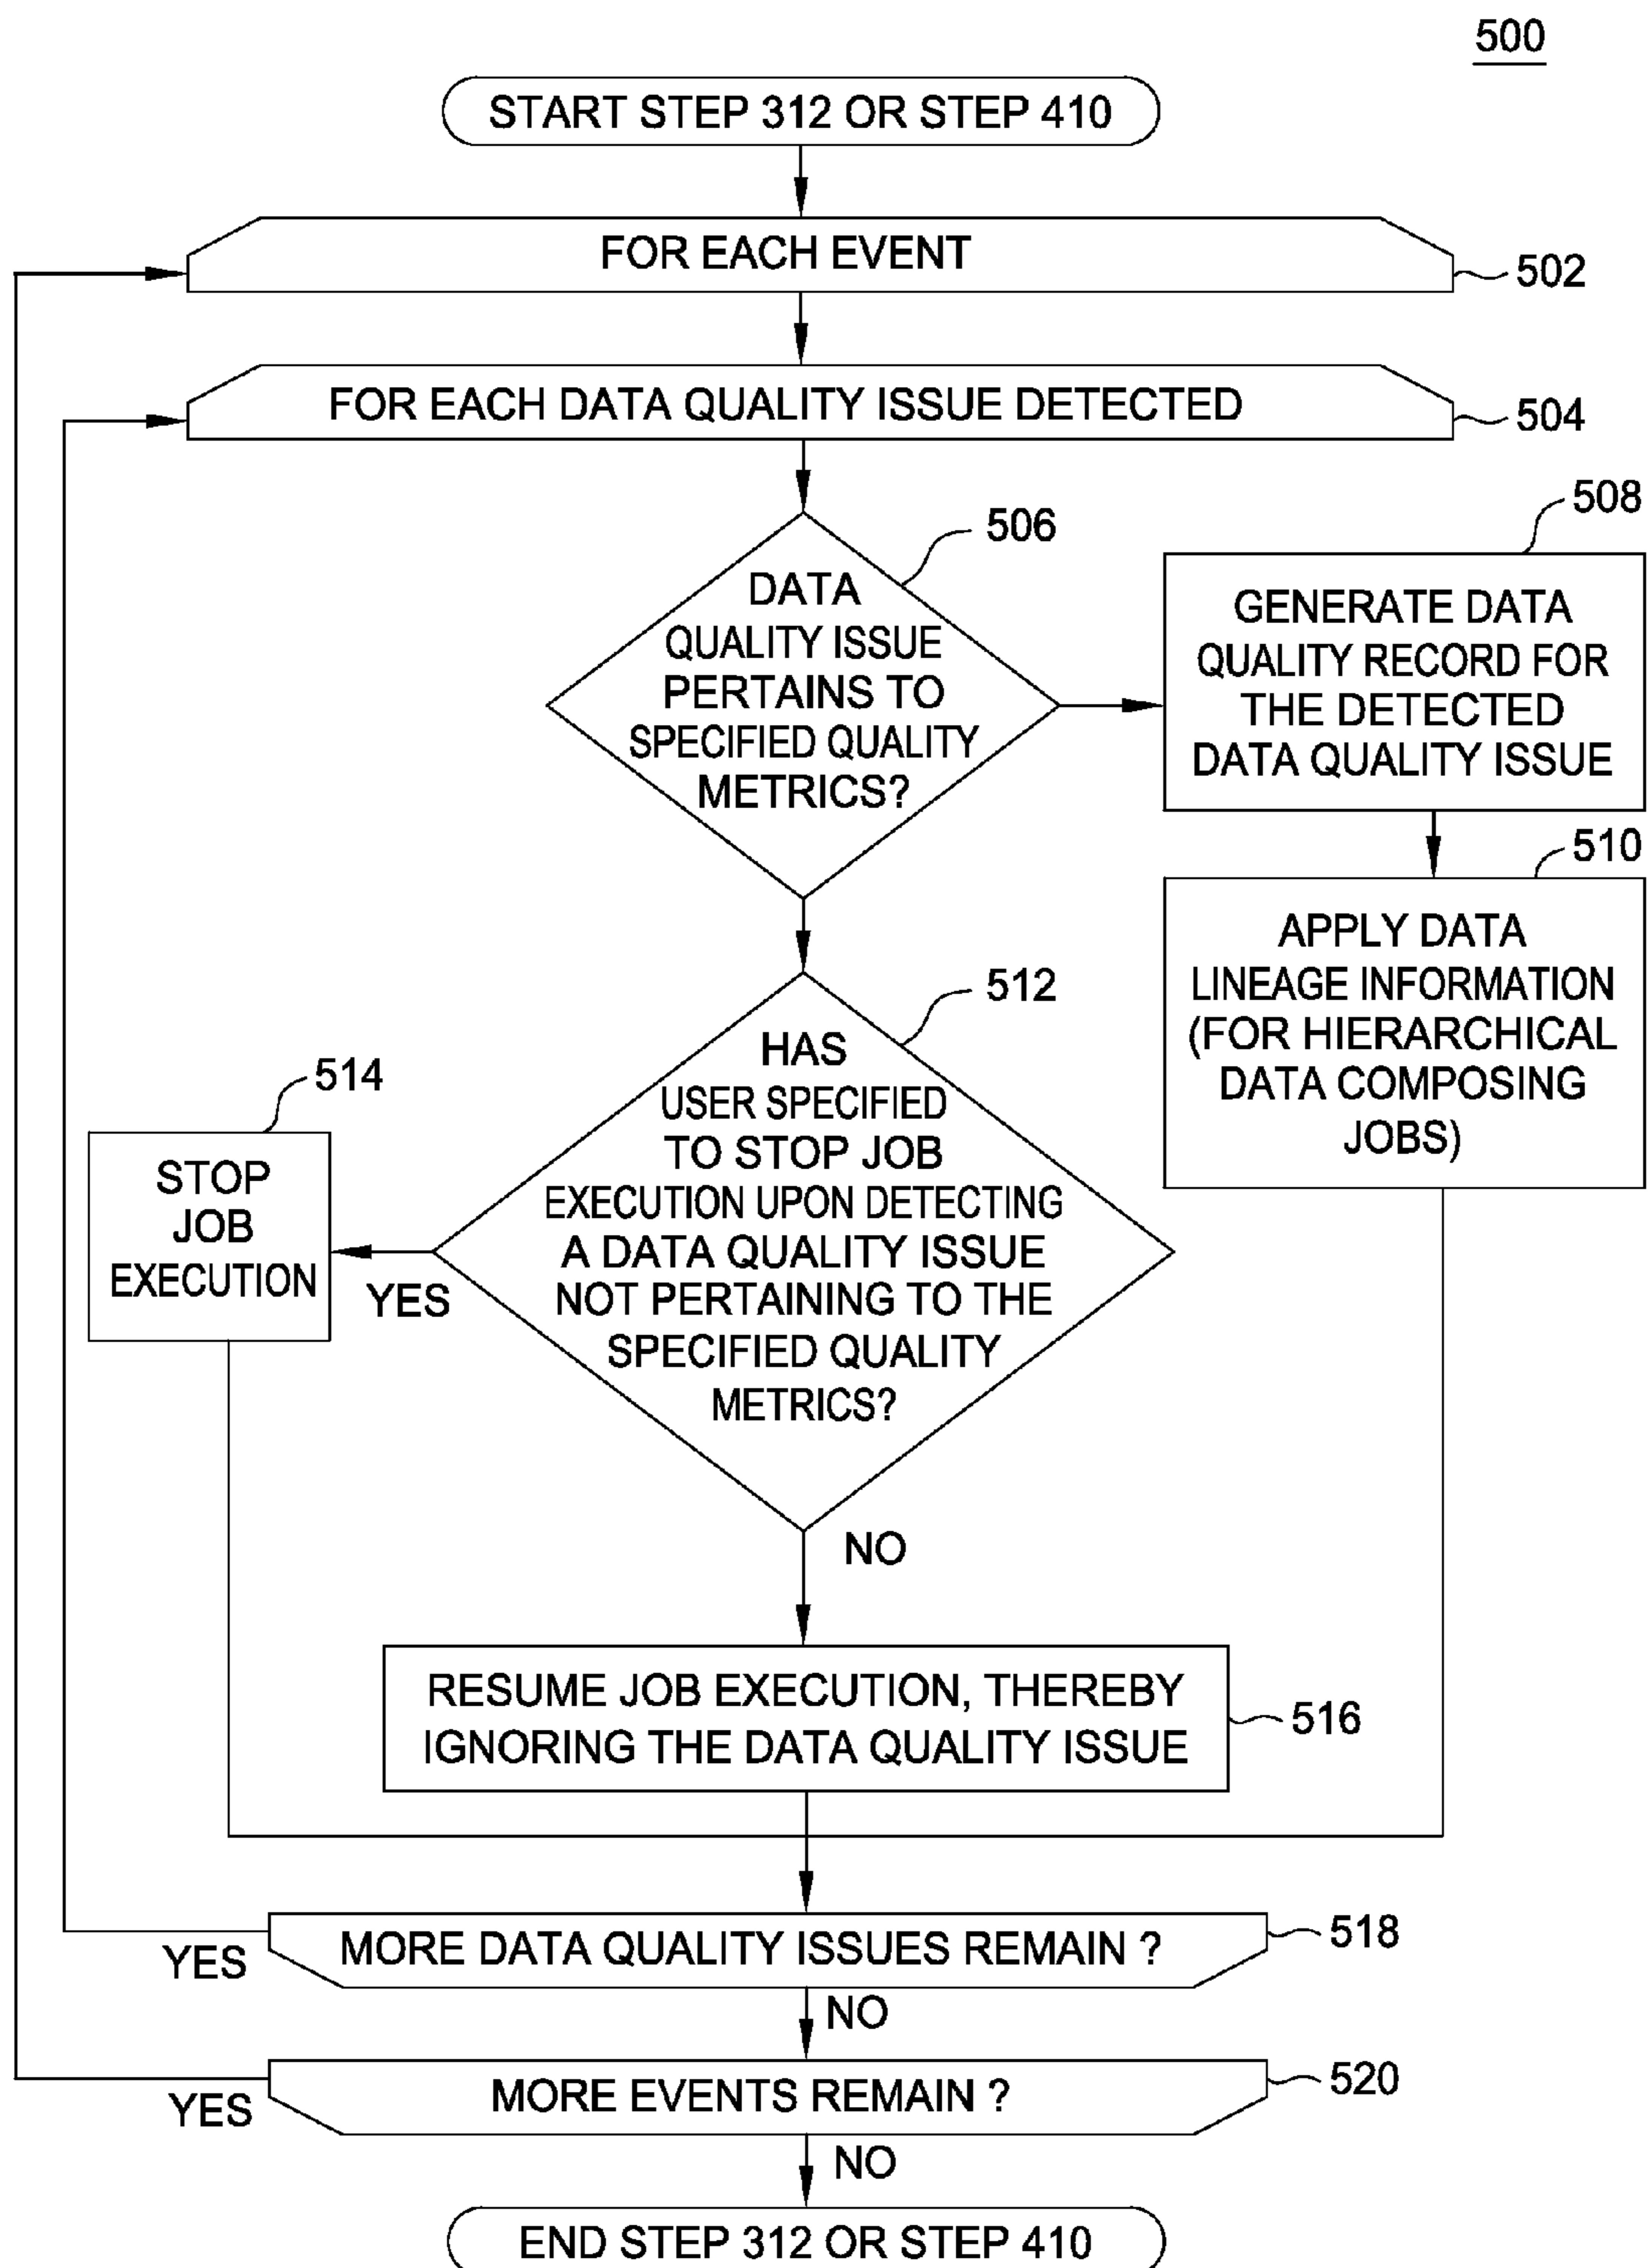 500
START STEP 312 OR STEP 410
FOR EACH EVENT
502
FOR EACH DATA QUALITY ISSUE DETECTED
504
506
DATA
QUALITY ISSUE
PERTAINS TO
SPECIFIED QUALITY
METRICS?
508
GENERATE DATA
QUALITY RECORD FOR
THE DETECTED
DATA QUALITY ISSUE
510
APPLY DATA
LINEAGE INFORMATION
(FOR HIERARCHICAL
DATA COMPOSING
JOBS)
512
HAS
USER SPECIFIED
TO STOP JOB
EXECUTION UPON DETECTING
A DATA QUALITY ISSUE
NOT PERTAINING TO THE
SPECIFIED QUALITY
METRICS?
514
STOP
JOB
EXECUTION
YES
NO
RESUME JOB EXECUTION, THEREBY
IGNORING THE DATA QUALITY ISSUE
516
MORE DATA QUALITY ISSUES REMAIN ?
518
YES
NO
MORE EVENTS REMAIN ?
520
YES
NO
END STEP 312 OR STEP 410